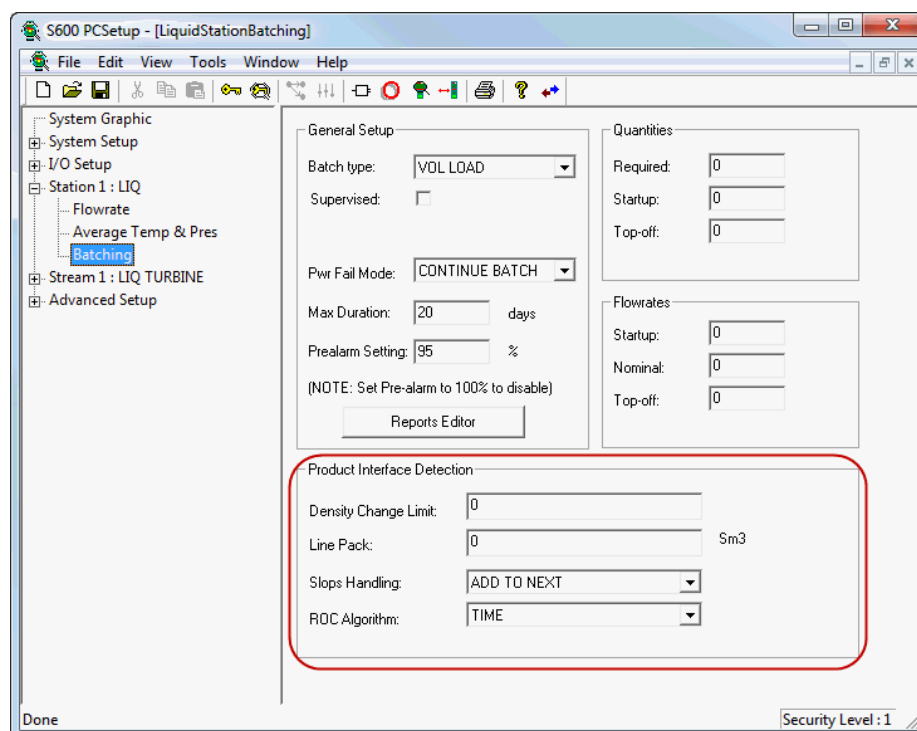 S600 PCSetup - [LiquidStationBatching]
File Edit View Tools Window Help
System Graphic
System Setup
I/O Setup
Station 1 : LIQ
Flowrate
Average Temp & Pres
Batching
Stream 1 : LIQ TURBINE
Advanced Setup
General Setup
Batch type: VOL LOAD
Supervised:
Pwr Fail Mode: CONTINUE BATCH
Max Duration: 20 days
Prealarm Setting: 95 %
(NOTE: Set Pre-alarm to 100% to disable)
Reports Editor
Quantities
Required: 0
Startup: 0
Top-off: 0
Flowrates
Startup: 0
Nominal: 0
Top-off: 0
Product Interface Detection
Density Change Limit: 0
Line Pack: 0 Sm3
Slops Handling: ADD TO NEXT
ROC Algorithm: TIME
Done
Security Level : 1